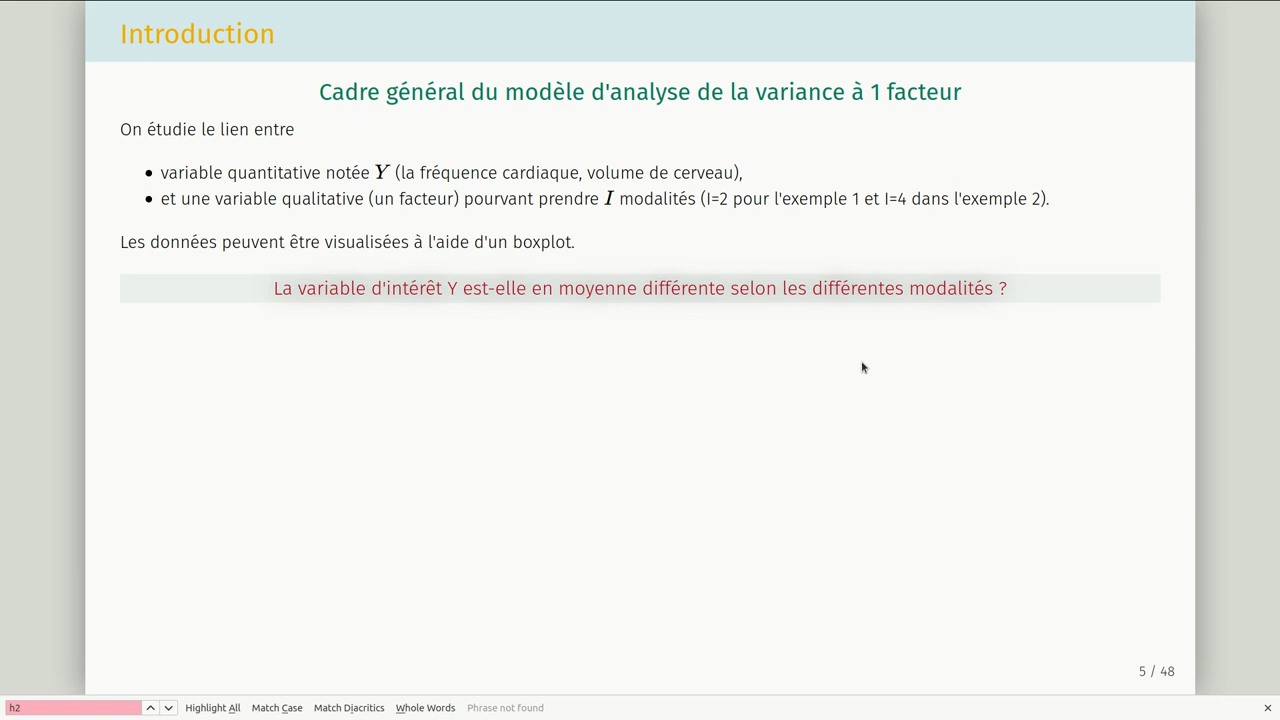 Introduction
Cadre général du modèle d'analyse de la variance à 1 facteur
On étudie le lien entre
• variable quantitative notée Y (la fréquence cardiaque, volume de cerveau),
• et une variable qualitative (un facteur) pourvant prendre I modalités (I=2 pour l'exemple 1 et I=4 dans l'exemple 2).
Les données peuvent être visualisées à l'aide d'un boxplot.
La variable d'intérêt Y est-elle en moyenne différente selon les différentes modalités ?
5 / 48
h2 Highlight All Match Case Match Diacritics Whole Words Phrase not found